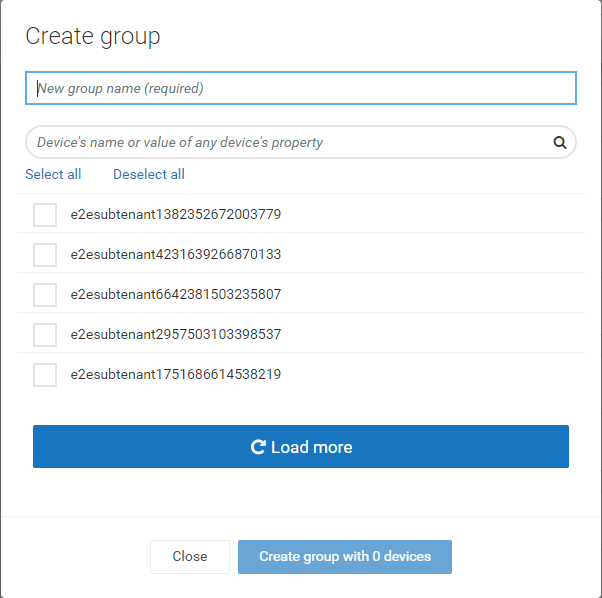 Create group
New group name (required)
Device's name or value of any device's property
Select all Deselect all
e2esubtenant1382352672003779
e2esubtenant4231639266870133
e2esubtenant6642381503235807
e2esubtenant2957503103398537
e2esubtenant1751686614538219
Load more
Close Create group with 0 devices